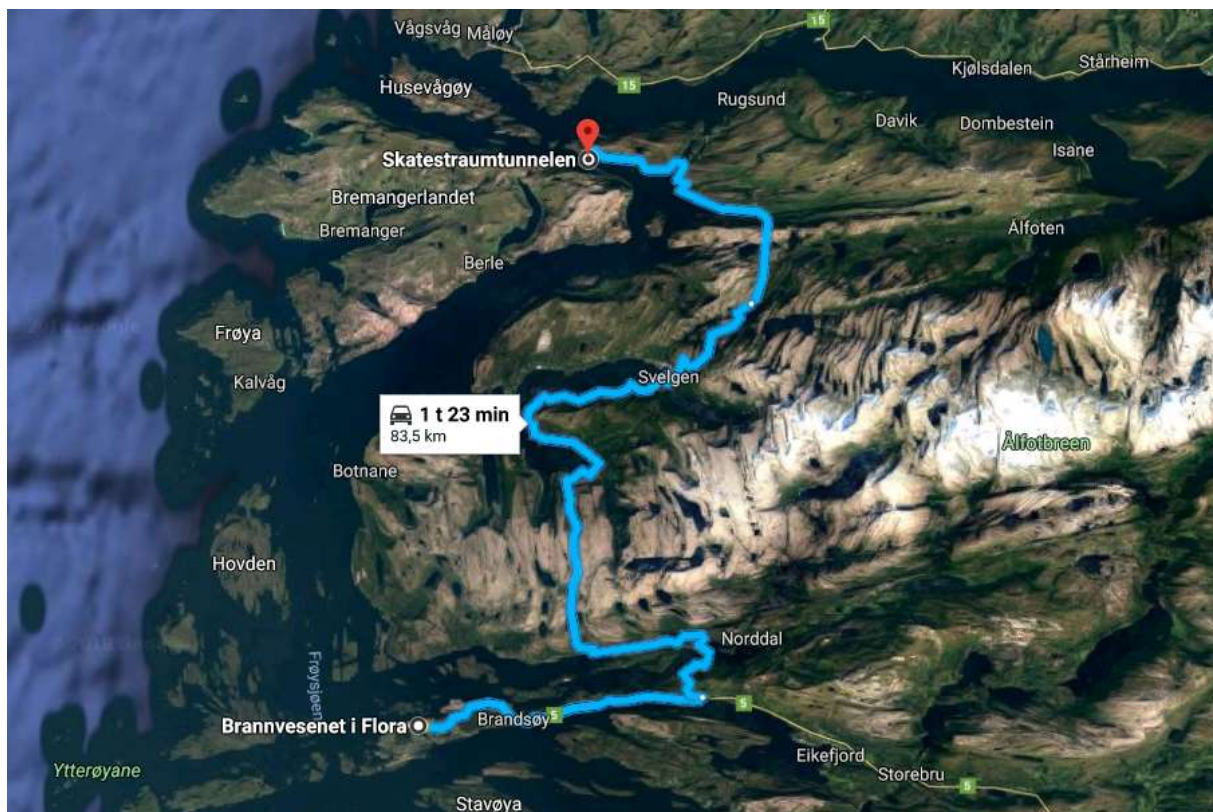 15
Vågsvåg
Måløy
Kjølsdalen
Stårheim
Husevågøy
15
Rugsund
Davik
Dombestein
Isane
Skatestraumtunnelen
Bremangerlandet
Bremanger
Ålfoten
Berle
Frøya
Kalvåg
Svelgen
1 t 23 min
83,5 km
Ålfotbreen
Botnane
Hovden
Norddal
Frøysjøen
Brannvesenet i Flora
Brandsøy
5
5
Eikefjord
Storebru
5
Ytterøyane
Stavøya